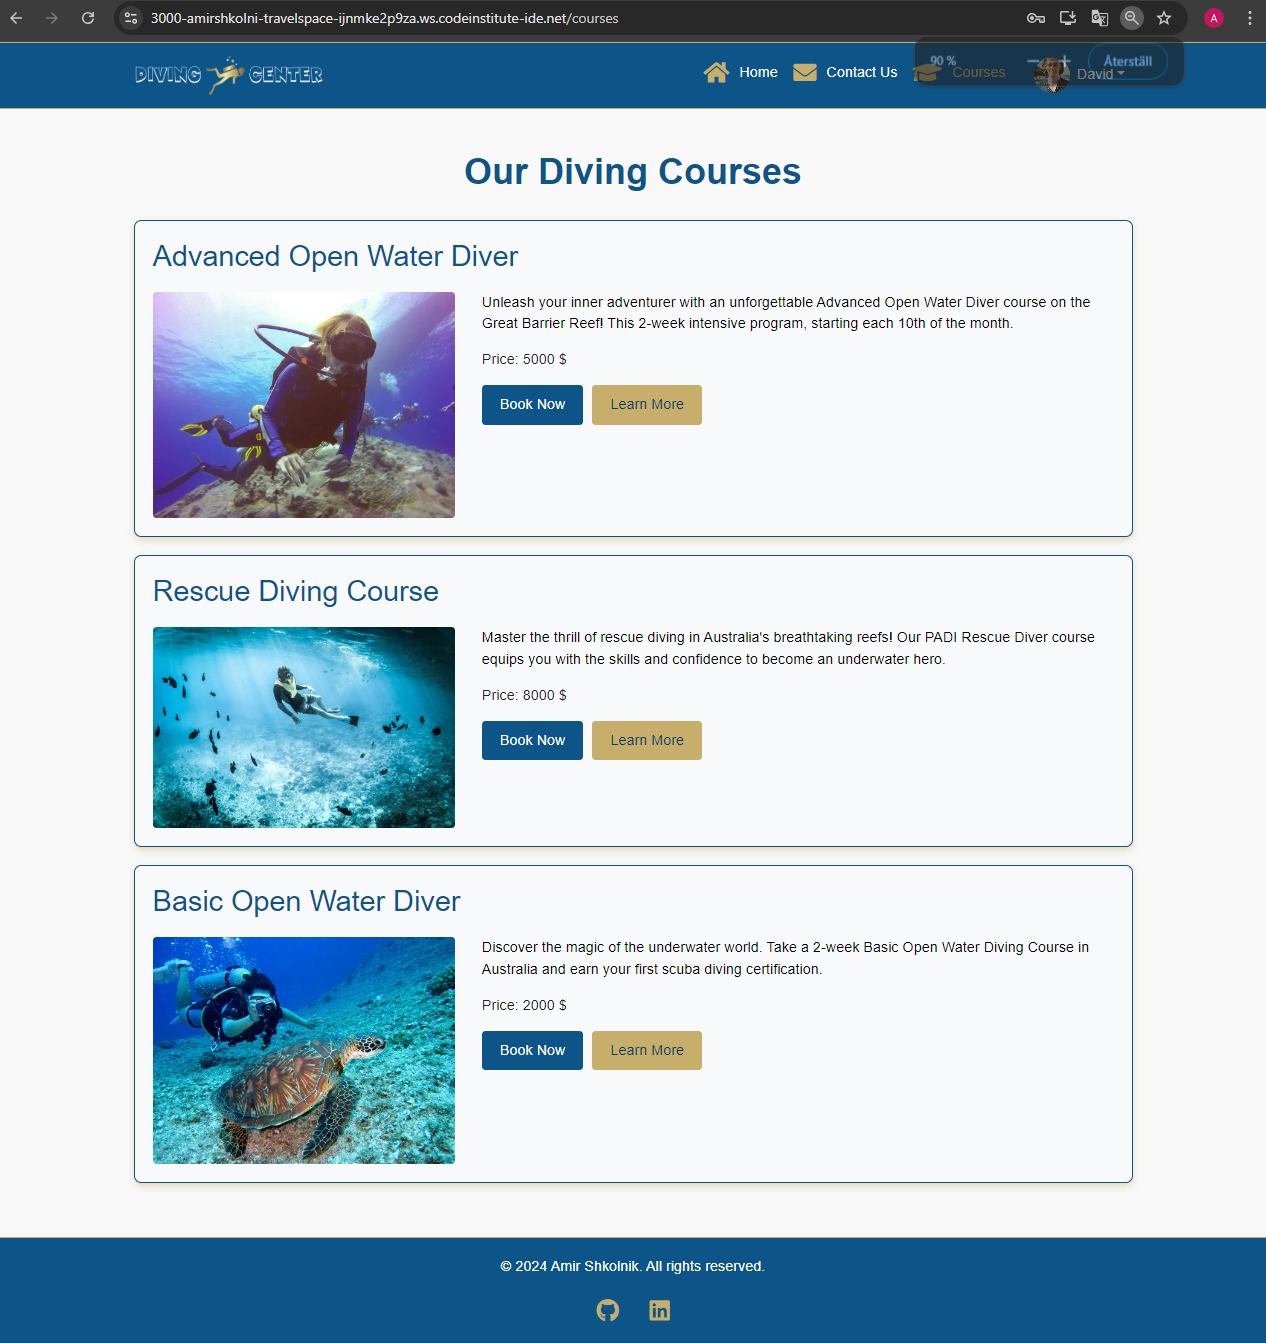 3000-amirshkolni-travelspace-ijnmke2p9za.ws.codeinstitute-ide.net/courses
A
90 %
Återställ
DIVING CENTER
Home
Contact Us
Courses
David
Our Diving Courses
Advanced Open Water Diver
Unleash your inner adventurer with an unforgettable Advanced Open Water Diver course on the
Great Barrier Reef! This 2-week intensive program, starting each 10th of the month.
Price: 5000 $
Book Now
Learn More
Rescue Diving Course
Master the thrill of rescue diving in Australia's breathtaking reefs! Our PADI Rescue Diver course
equips you with the skills and confidence to become an underwater hero.
Price: 8000 $
Book Now
Learn More
Basic Open Water Diver
Discover the magic of the underwater world. Take a 2-week Basic Open Water Diving Course in
Australia and earn your first scuba diving certification.
Price: 2000 $
Book Now
Learn More
© 2024 Amir Shkolnik. All rights reserved.
in